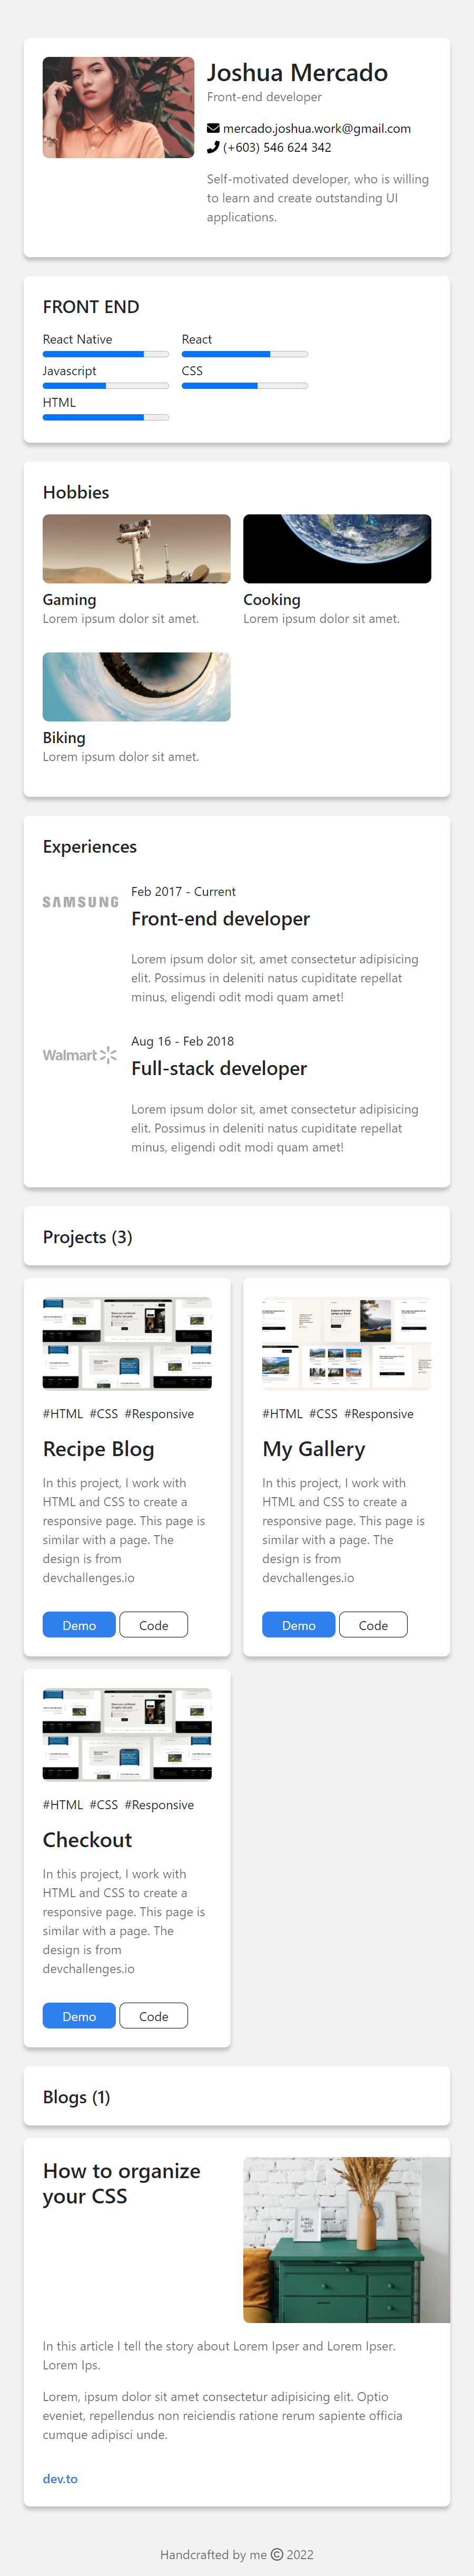 Joshua Mercado
Front-end developer
mercado.joshua.work@gmail.com
(+603) 546 624 342
Self-motivated developer, who is willing
to learn and create outstanding UI
applications.
FRONT END
React Native
React
Javascript
CSS
HTML
Hobbies
Gaming
Lorem ipsum dolor sit amet.
Cooking
Lorem ipsum dolor sit amet.
Biking
Lorem ipsum dolor sit amet.
Experiences
SAMSUNG
Feb 2017 - Current
Front-end developer
Lorem ipsum dolor sit, amet consectetur adipisicing
elit. Possimus in deleniti natus cupiditate repellat
minus, eligendi odit modi quam amet!
Walmart
Aug 16 - Feb 2018
Full-stack developer
Lorem ipsum dolor sit, amet consectetur adipisicing
elit. Possimus in deleniti natus cupiditate repellat
minus, eligendi odit modi quam amet!
Projects (3)
#HTML #CSS #Responsive
Recipe Blog
In this project, I work with
HTML and CSS to create a
responsive page. This page is
similar with a page. The
design is from
devchallenges.io
Demo
Code
#HTML #CSS #Responsive
My Gallery
In this project, I work with
HTML and CSS to create a
responsive page. This page is
similar with a page. The
design is from
devchallenges.io
Demo
Code
#HTML #CSS #Responsive
Checkout
In this project, I work with
HTML and CSS to create a
responsive page. This page is
similar with a page. The
design is from
devchallenges.io
Demo
Code
Blogs (1)
How to organize
your CSS
In this article I tell the story about Lorem Ipser and Lorem Ipser.
Lorem Ips.
Lorem, ipsum dolor sit amet consectetur adipisicing elit. Optio
eveniet, repellendus non reiciendis ratione rerum sapiente officia
cumque adipisci unde.
dev.to
Handcrafted by me © 2022